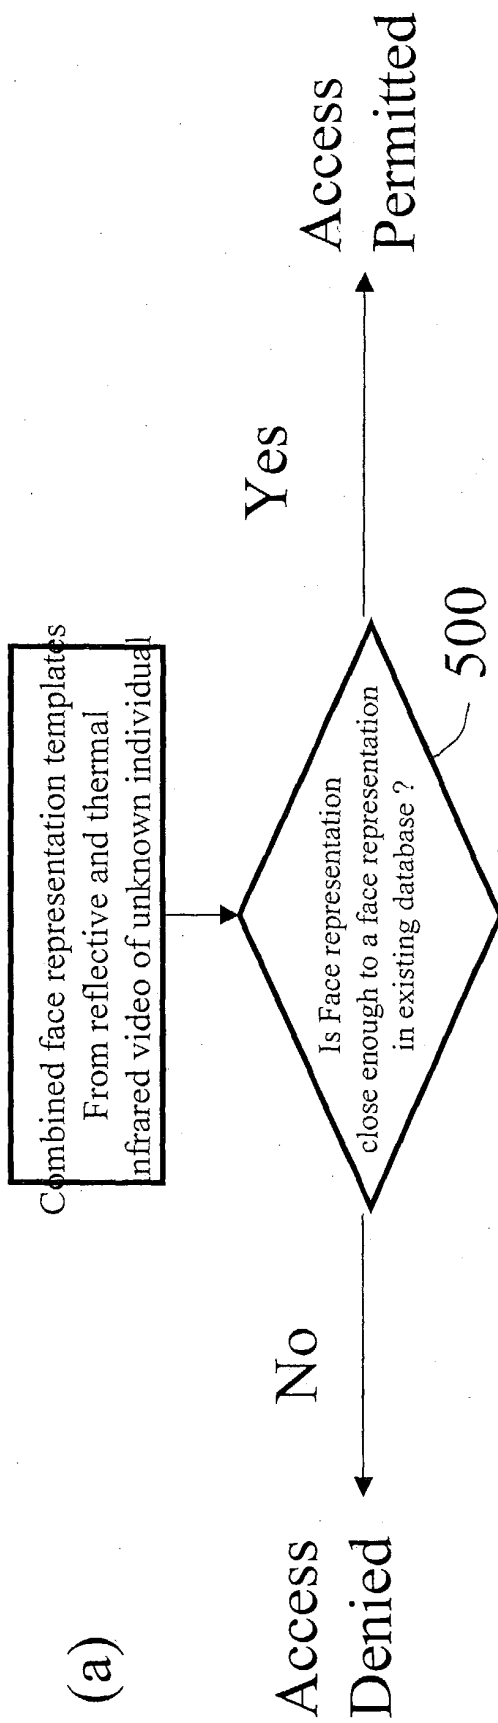 (a)
Combined face representation templates
From reflective and thermal
infrared video of unknown individual
Is Face representation
close enough to a face representation
in existing database ?
500
No
Yes
Access
Denied
Access
Permitted